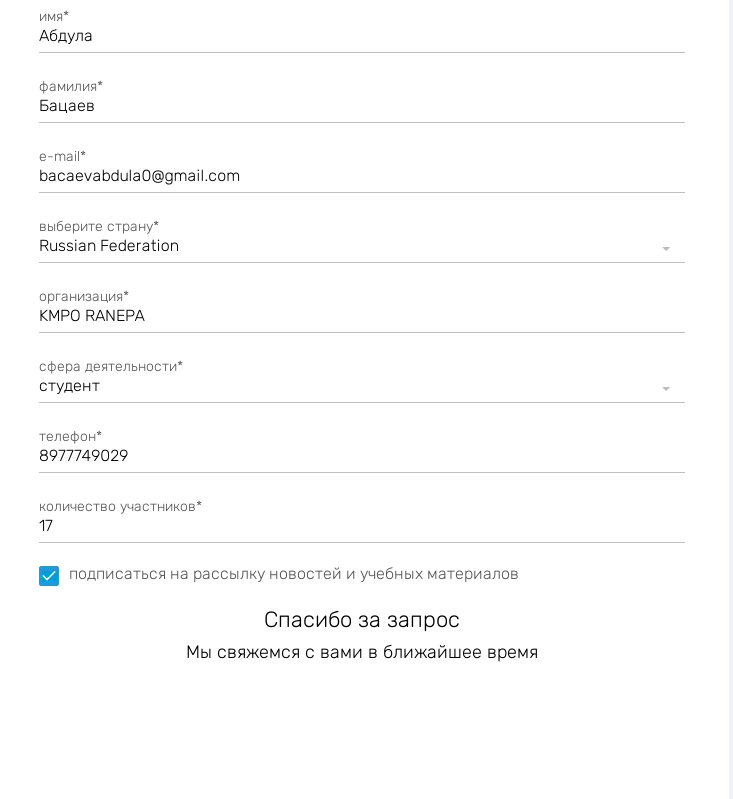 имя*
Абдула
фамилия*
Бацаев
e-mail*
bacaevabdula0@gmail.com
выберите страну*
Russian Federation
организация*
KMPO RANEPA
сфера деятельности*
студент
телефон*
8977749029
количество участников*
17
подписаться на рассылку новостей и учебных материалов
Спасибо за запрос
Мы свяжемся с вами в ближайшее время